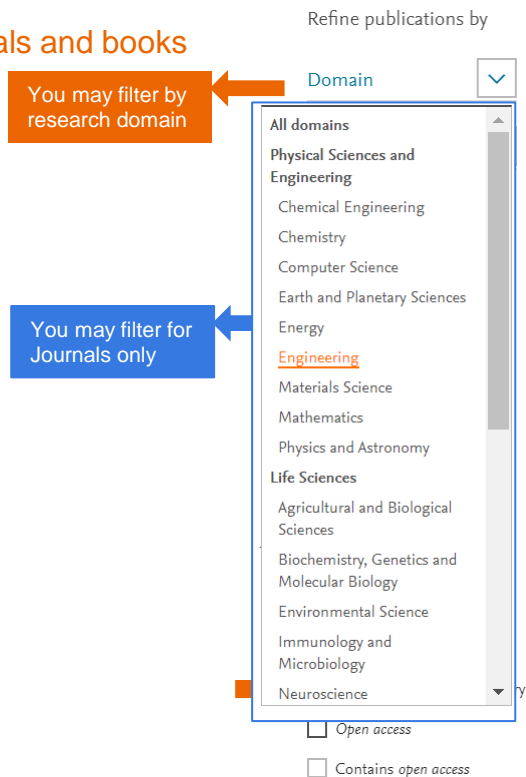 Refine publications by
als and books
You may filter by
research domain
Domain
All domains
Physical Sciences and
Engineering
Chemical Engineering
Chemistry
Computer Science
Earth and Planetary Sciences
You may filter for
Journals only
Energy
Engineering
Materials Science
Mathematics
Physics and Astronomy
Life Sciences
Agricultural and Biological
Sciences
Biochemistry, Genetics and
Molecular Biology
Environmental Science
Immunology and
Microbiology
Neuroscience
ry
Open access
Contains open access